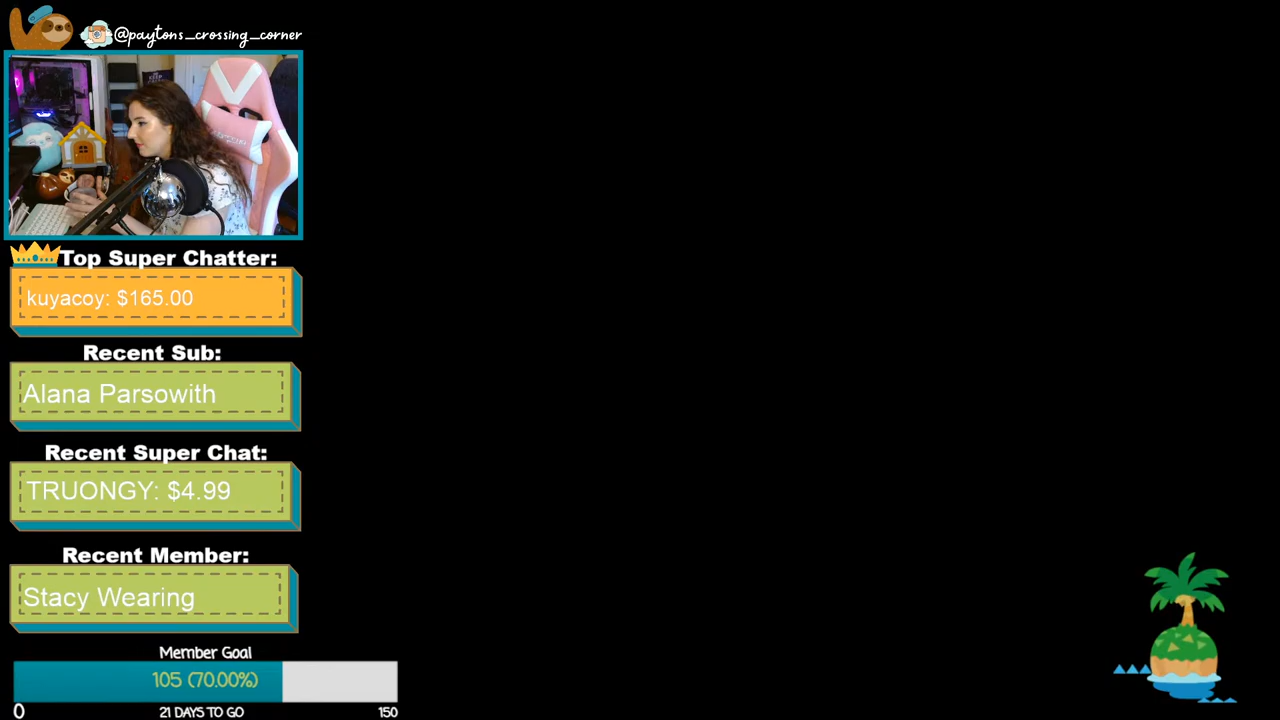 @paytons_crossing_corner
Top Super Chatter:
kuyacoy: $165.00
Recent Sub:
Alana Parsowith
Recent Super Chat:
TRUONGY: $4.99
Recent Member:
Stacy Wearing
Member Goal
105 (70.00%)
0 21 DAYS TO GO 150